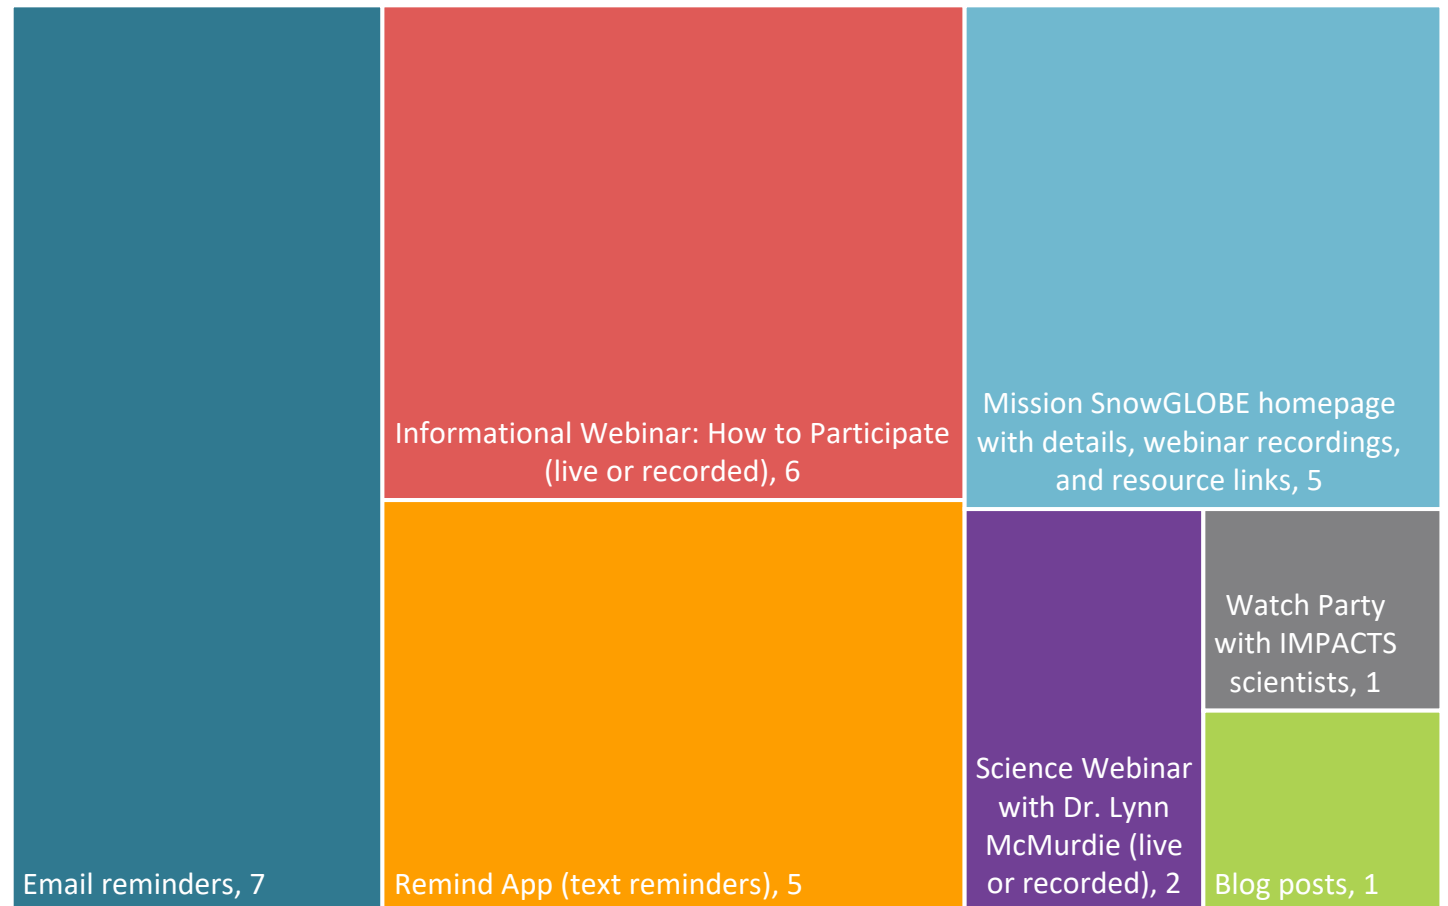 Email reminders, 7
Informational Webinar: How to Participate
(live or recorded), 6
Remind App (text reminders), 5
Mission SnowGLOBE homepage
with details, webinar recordings,
and resource links, 5
Science Webinar
with Dr. Lynn
McMurdie (live
or recorded), 2
Watch Party
with IMPACTS
scientists, 1
Blog posts, 1